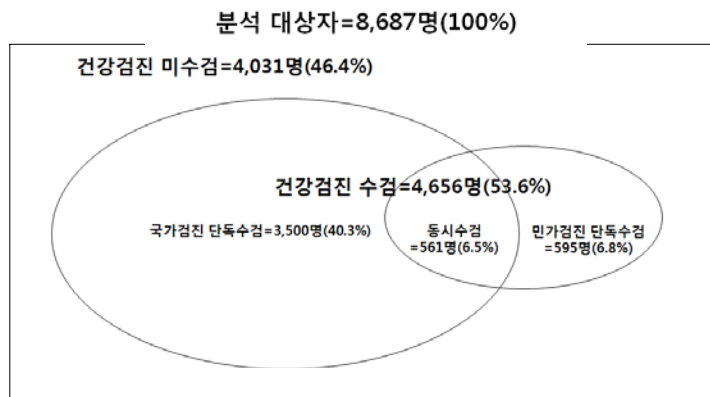 분석 대상자=8,687명(100%)
건강검진 미수검=4,031명(46.4%)
건강검진 수검=4,656명(53.6%)
국가검진 단독수검=3,500명(40.3%)
동시수검
=561명(6.5%)
민가검진 단독수검
=595명(6.8%)